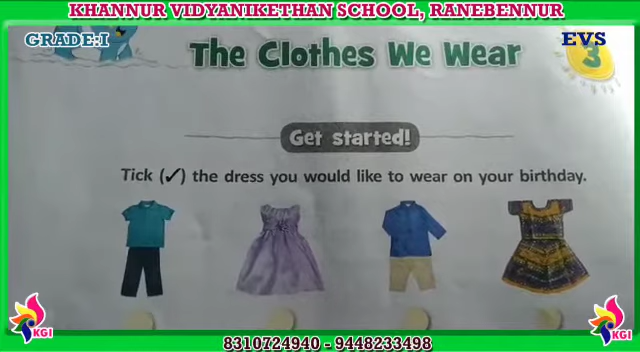 KHANNUR VIDYANIKETHAN SCHOOL, RANEBENNUR
GRADE:I
EVS
The Clothes We Wear
3
Get started!
Tick (✓) the dress you would like to wear on your birthday.
KGI
KGI
8310724940 - 9448233498